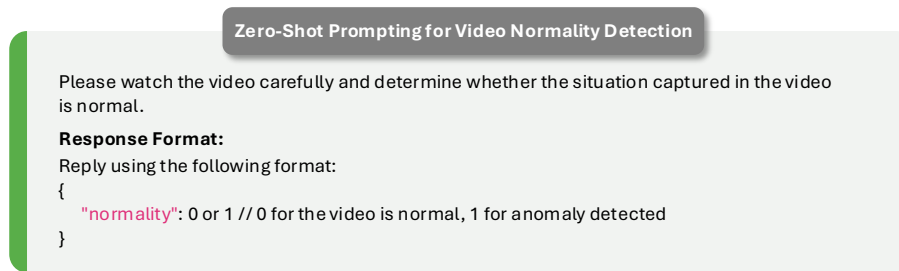 Zero-Shot Prompting for Video Normality Detection
Please watch the video carefully and determine whether the situation captured in the video
is normal.
Response Format:
Reply using the following format:
{
"normality": 0 or 1 // 0 for the video is normal, 1 for anomaly detected
}